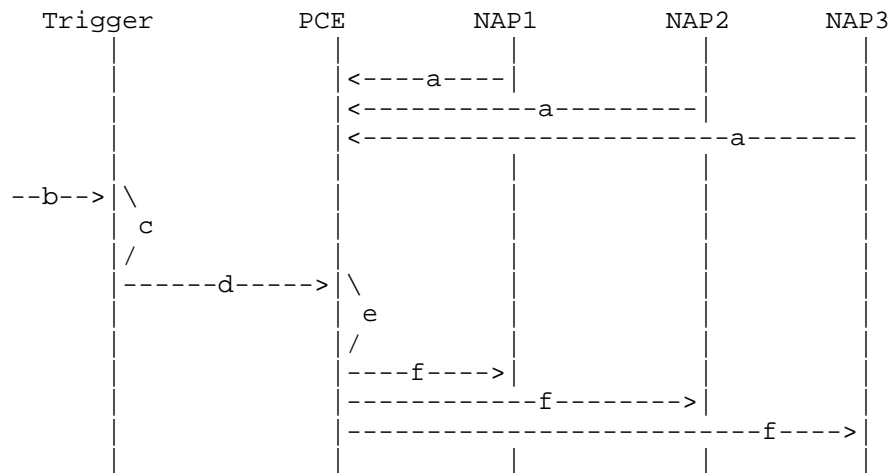 Trigger PCE NAP1 NAP2 NAP3
| | | | |
| |<----a----| | |
| |<----------a---------| |
| |<--------------------a-------|
| | | | |
--b-->|\ | | | |
| c | | | |
|/ | | | |
|------d----->|\ | | |
| | e | | |
| |/ | | |
| |----f---->| | |
| |-----------f-------->| |
| |-----------------------f---->|
| | | | |